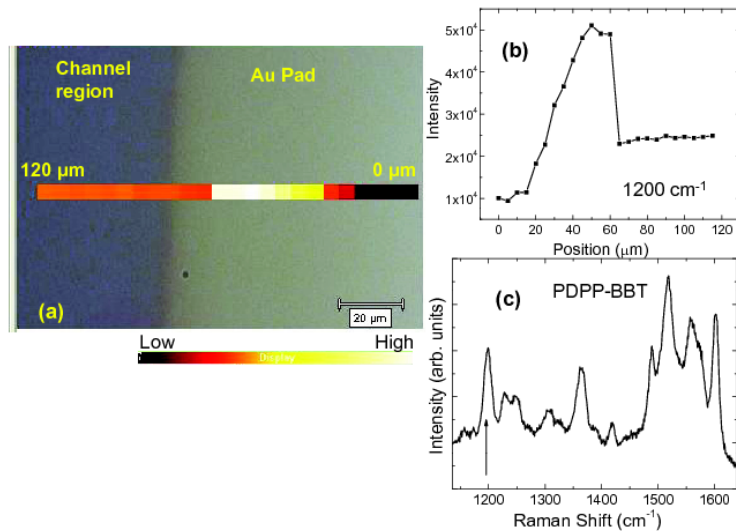 Channel
region
Au Pad
120 µm
0 µm
(a)
20 µm
Low
High
Display
(b)
5x10⁴
4x10⁴
3x10⁴
2x10⁴
1x10⁴
Intensity
1200 cm⁻¹
0 20 40 60 80 100 120
Position (µm)
(c)
PDPP-BBT
Intensity (arb. units)
1200 1300 1400 1500 1600
Raman Shift (cm⁻¹)